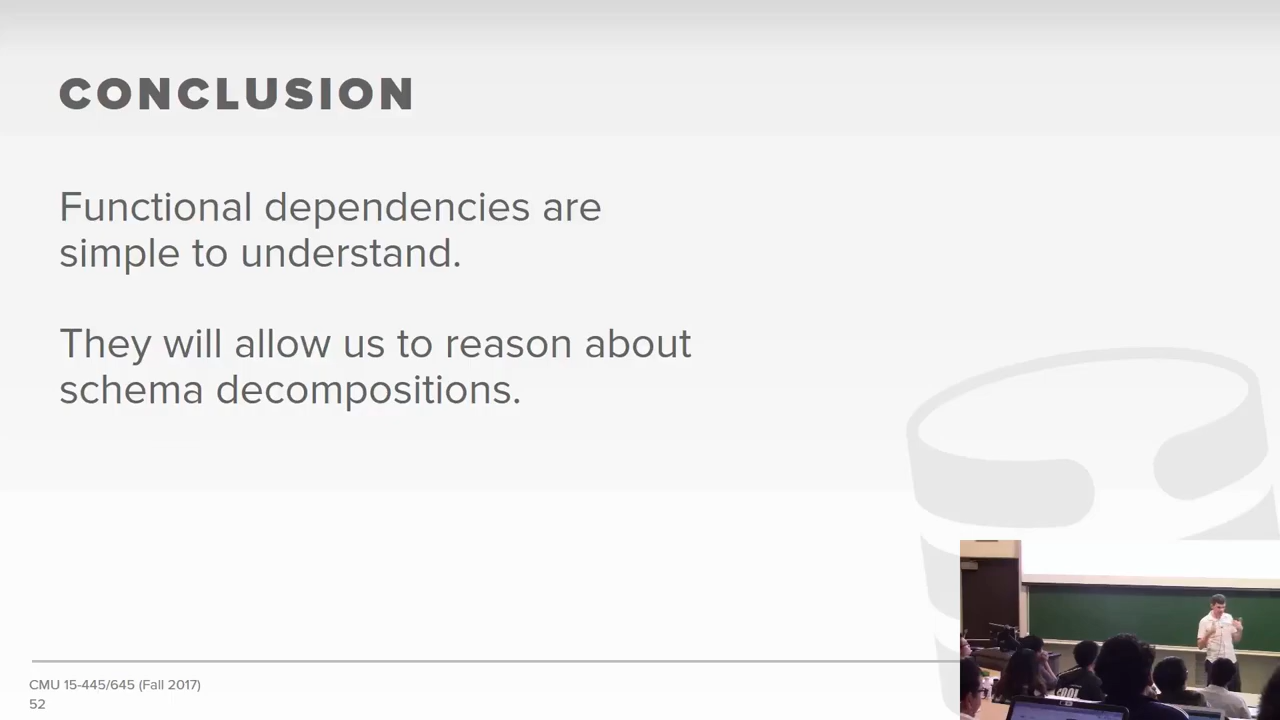 CONCLUSION
Functional dependencies are
simple to understand.
They will allow us to reason about
schema decompositions.
CMU 15-445/645 (Fall 2017)
52